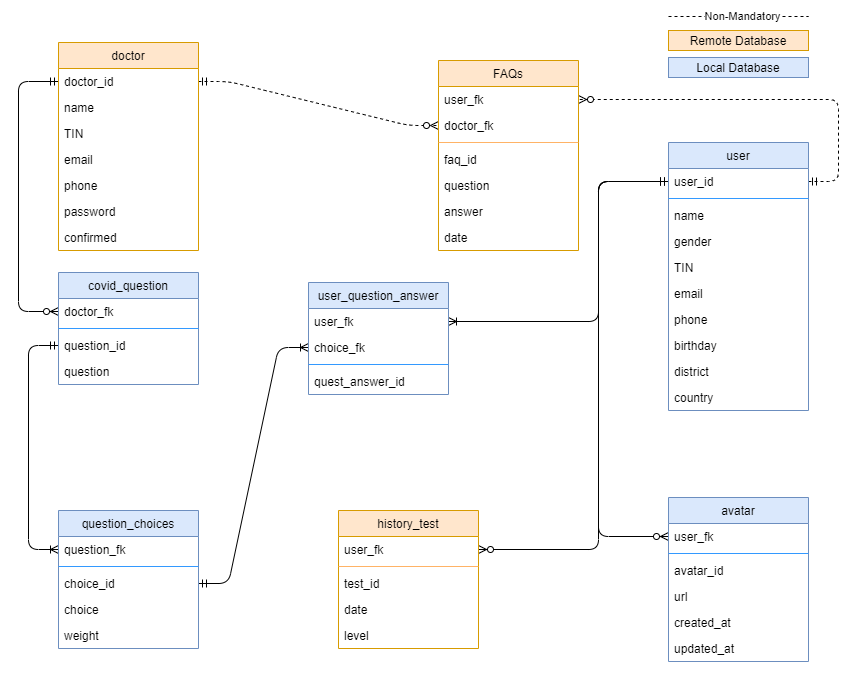 Non-Mandatory
Remote Database
Local Database
doctor
doctor_id
name
TIN
email
phone
password
confirmed
FAQs
user_fk
doctor_fk
faq_id
question
answer
date
user
user_id
name
gender
TIN
email
phone
birthday
district
country
covid_question
doctor_fk
question_id
question
user_question_answer
user_fk
choice_fk
quest_answer_id
question_choices
question_fk
choice_id
choice
weight
history_test
user_fk
test_id
date
level
avatar
user_fk
avatar_id
url
created_at
updated_at